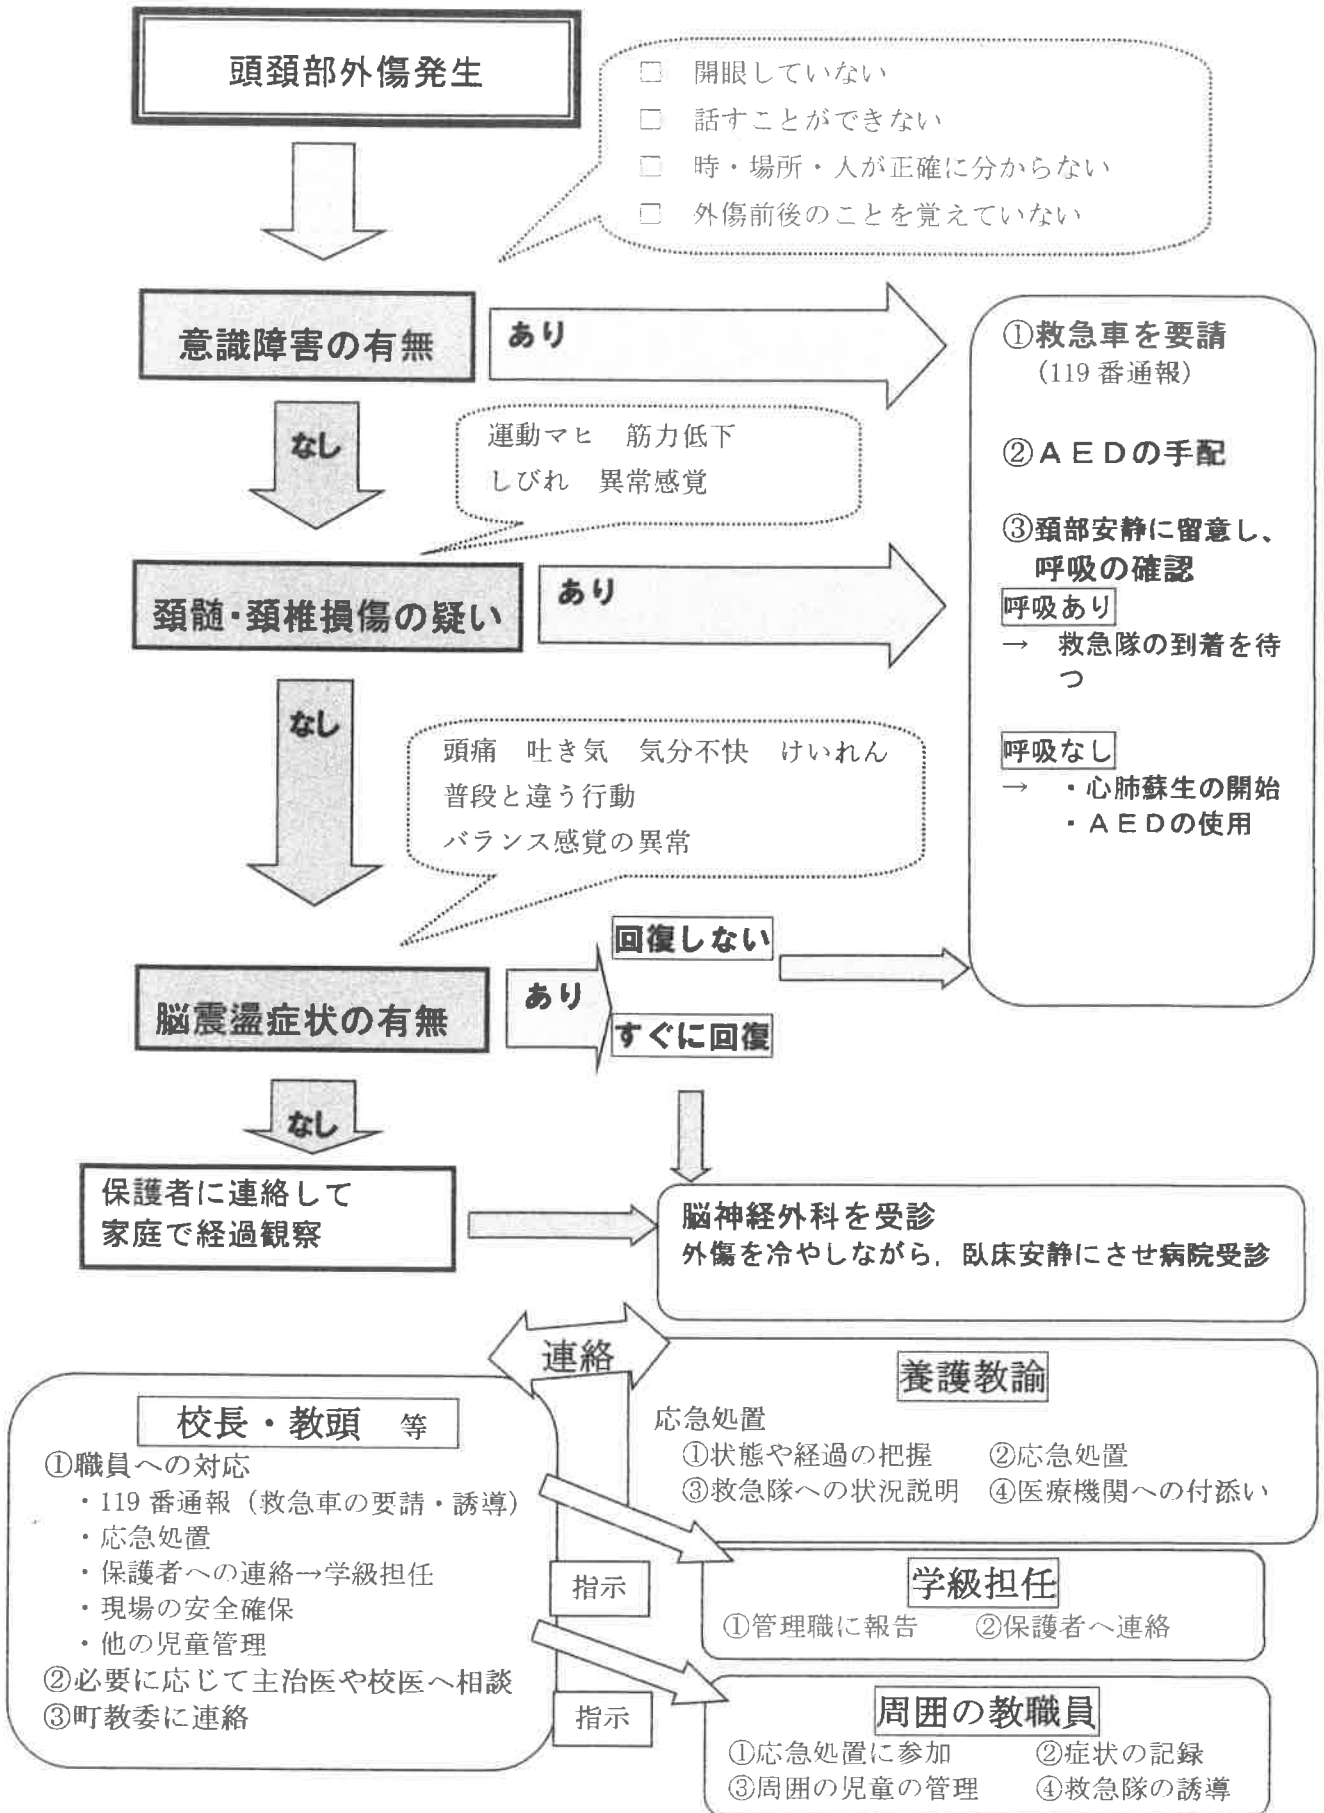 頭頚部外傷発生
□ 開眼していない
□ 話すことができない
□ 時・場所・人が正確に分からない
□ 外傷前後のことを覚えていない
意識障害の有無
あり
なし
①救急車を要請
(119 番通報)
②ＡＥＤの手配
③頚部安静に留意し、
呼吸の確認
呼吸あり
→ 救急隊の到着を待
つ
呼吸なし
→ ・心肺蘇生の開始
・ＡＥＤの使用
運動マヒ 筋力低下
しびれ 異常感覚
頚髄・頚椎損傷の疑い
あり
なし
頭痛 吐き気 気分不快 けいれん
普段と違う行動
バランス感覚の異常
脳震盪症状の有無
あり
回復しない
すぐに回復
なし
保護者に連絡して
家庭で経過観察
脳神経外科を受診
外傷を冷やしながら，臥床安静にさせ病院受診
連絡
校長・教頭 等
①職員への対応
・119 番通報（救急車の要請・誘導）
・応急処置
・保護者への連絡→学級担任
・現場の安全確保
・他の児童管理
②必要に応じて主治医や校医へ相談
③町教委に連絡
養護教諭
応急処置
①状態や経過の把握 ②応急処置
③救急隊への状況説明 ④医療機関への付添い
指示
学級担任
①管理職に報告 ②保護者へ連絡
指示
周囲の教職員
①応急処置に参加 ②症状の記録
③周囲の児童の管理 ④救急隊の誘導